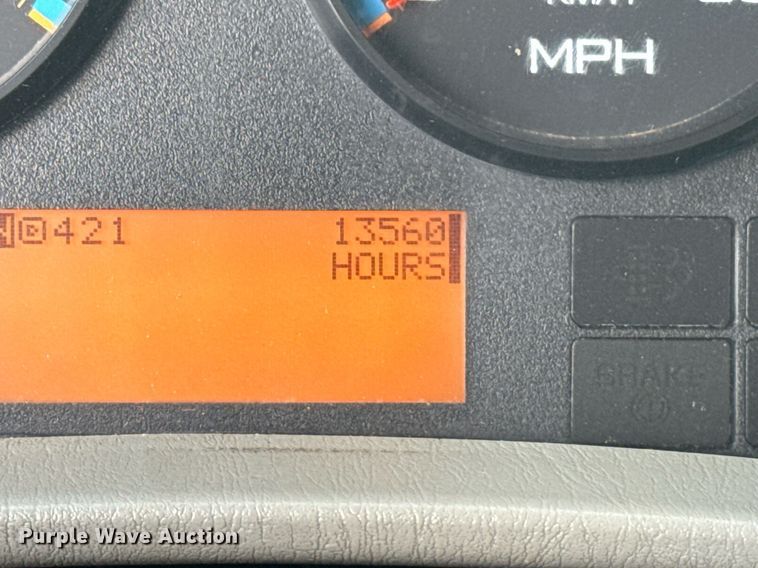 MPH
421 13560
HOURS
Purple Wave Auction